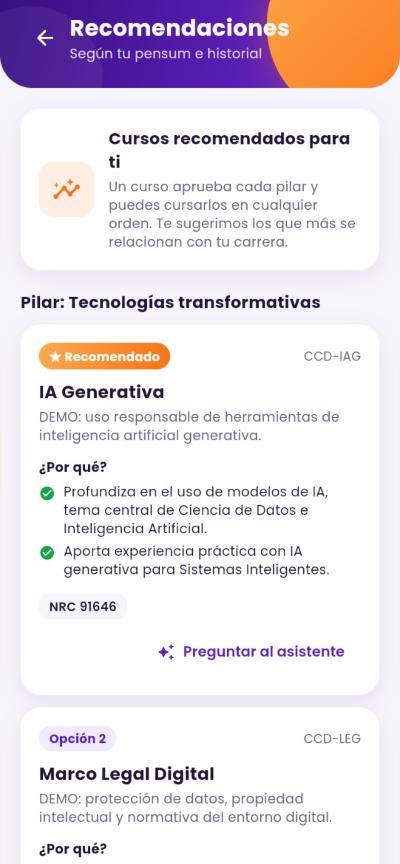 Recomendaciones
Según tu pensum e historial
Cursos recomendados para
ti
Un curso aprueba cada pilar y
puedes cursarlos en cualquier
orden. Te sugerimos los que más se
relacionan con tu carrera.
Pilar: Tecnologías transformativas
Recomendado
CCD-IAG
IA Generativa
DEMO: uso responsable de herramientas de
inteligencia artificial generativa.
¿Por qué?
Profundiza en el uso de modelos de IA,
tema central de Ciencia de Datos e
Inteligencia Artificial.
Aporta experiencia práctica con IA
generativa para Sistemas Inteligentes.
NRC 91646
Preguntar al asistente
Opción 2
CCD-LEG
Marco Legal Digital
DEMO: protección de datos, propiedad
intelectual y normativa del entorno digital.
¿Por qué?